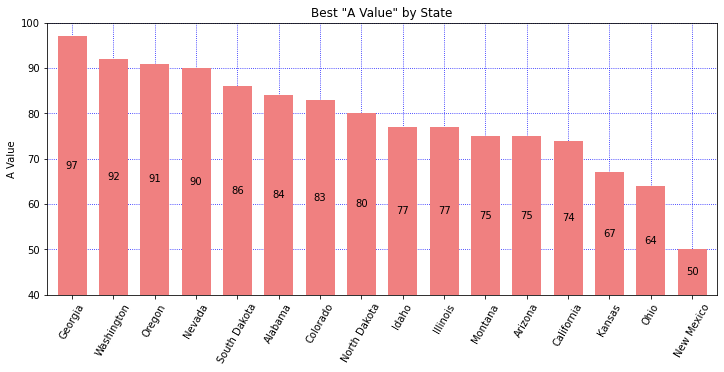 Best "A Value" by State
A Value
100
90
80
70
60
50
40
97
92
91
90
86
84
83
80
77
77
75
75
74
67
64
50
Georgia
Washington
Oregon
Nevada
South Dakota
Alabama
Colorado
North Dakota
Idaho
Illinois
Montana
Arizona
California
Kansas
Ohio
New Mexico